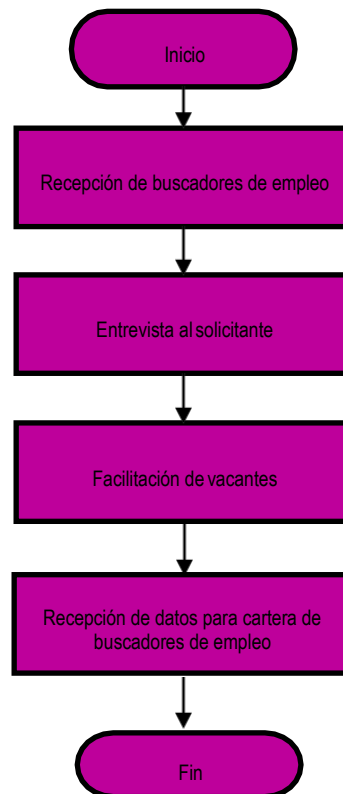 Inicio
Recepción de buscadores de empleo
Entrevista al solicitante
Facilitación de vacantes
Recepción de datos para cartera de
buscadores de empleo
Fin